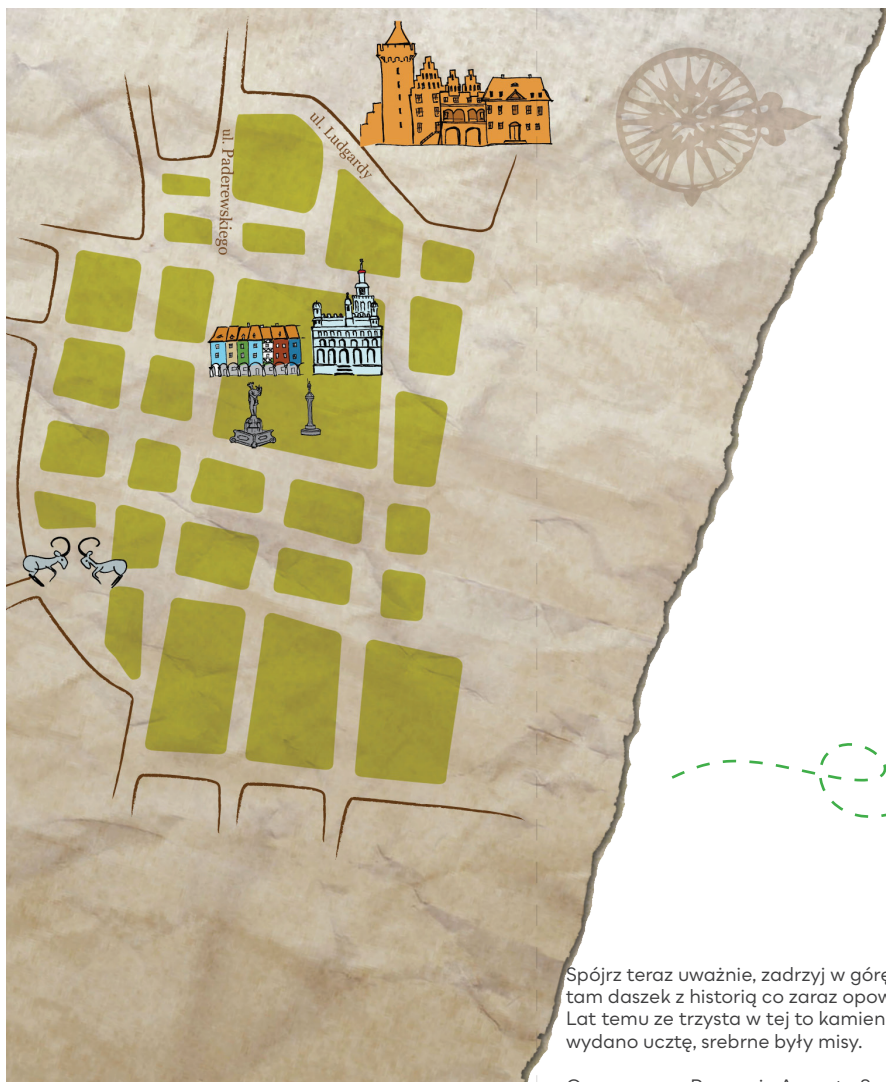 ul. Paderewskiego
ul. Ludgardy
Spójrz teraz uważnie, zadrzyj w górę
tam daszek z historią co zaraz opow
Lat temu ze trzysta w tej to kamien
wydano ucztę, srebrne były misy.